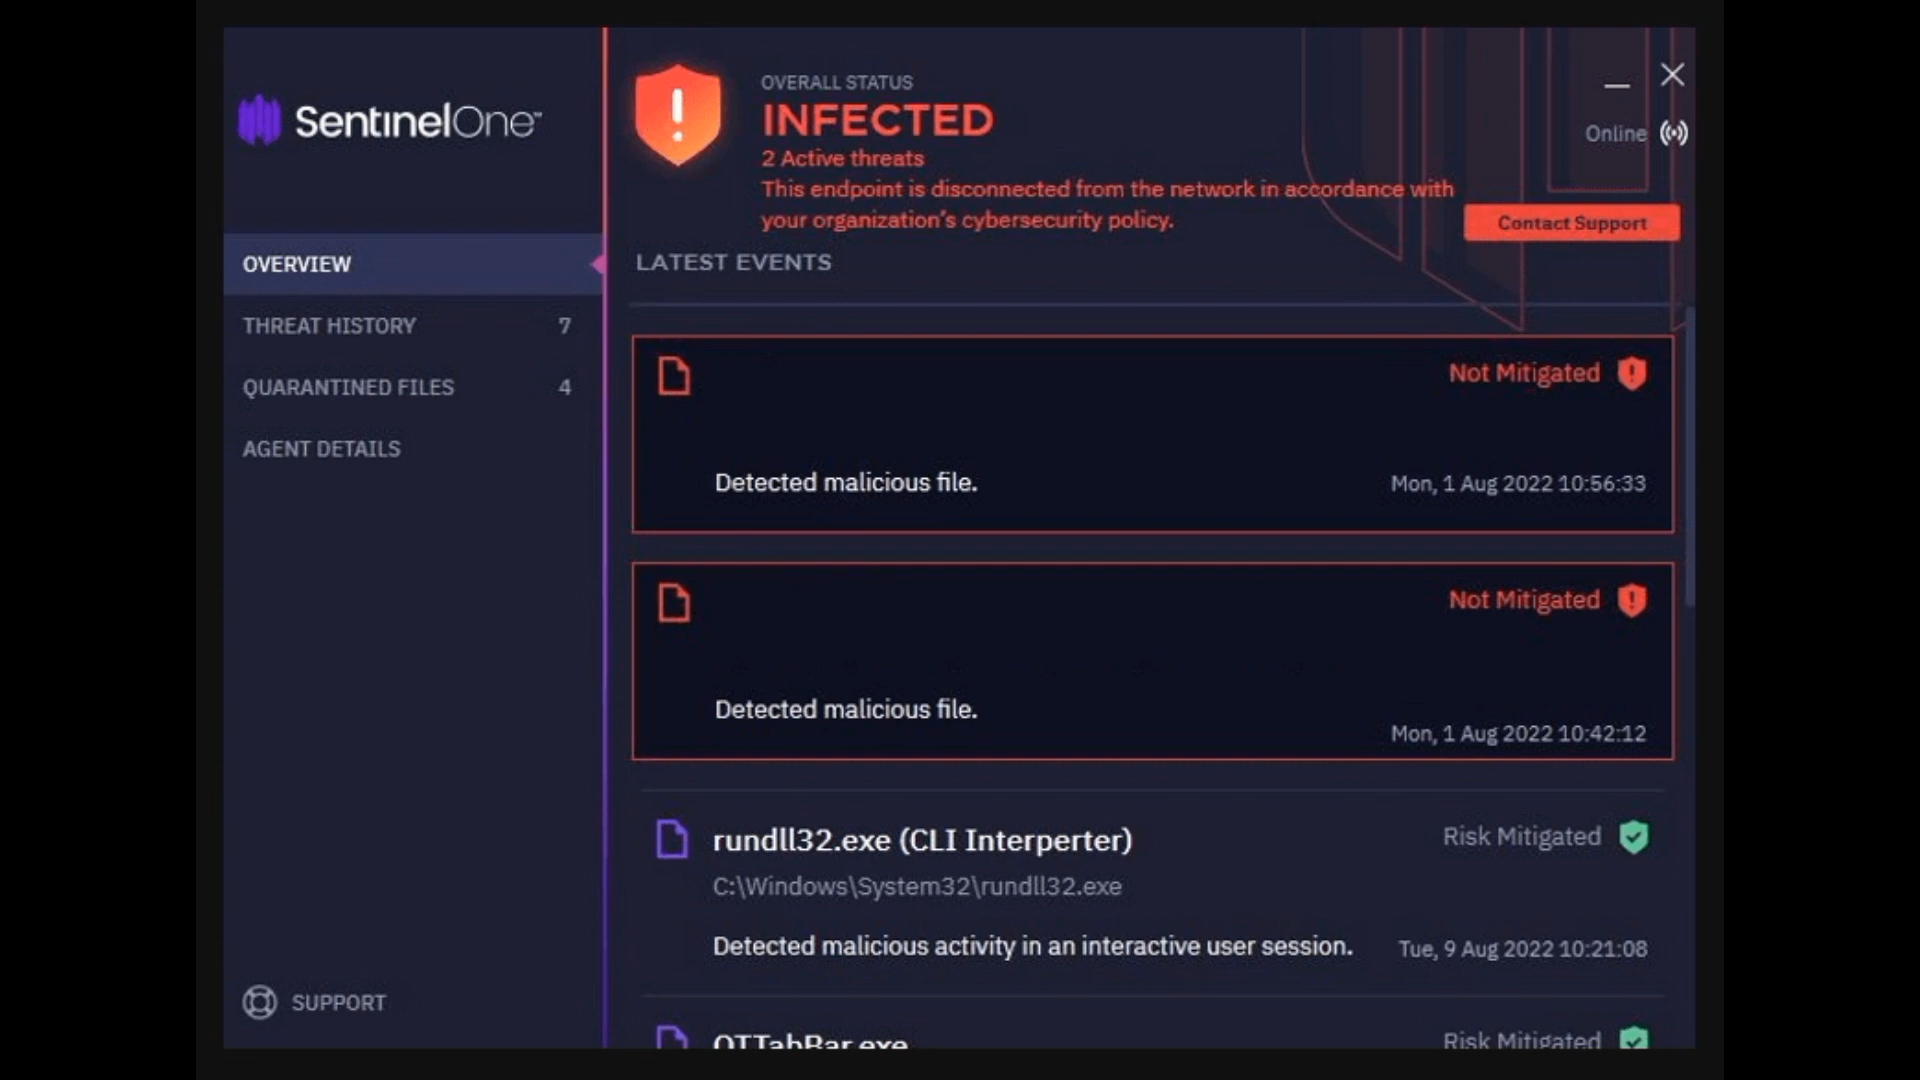 SentinelOne™
OVERVIEW
THREAT HISTORY 7
QUARANTINED FILES 4
AGENT DETAILS
SUPPORT
OVERALL STATUS
INFECTED
2 Active threats
This endpoint is disconnected from the network in accordance with
your organization's cybersecurity policy.
Online
Contact Support
LATEST EVENTS
Not Mitigated
Detected malicious file.
Mon, 1 Aug 2022 10:56:33
Not Mitigated
Detected malicious file.
Mon, 1 Aug 2022 10:42:12
rundll32.exe (CLI Interperter)
Risk Mitigated
C:\Windows\System32\rundll32.exe
Detected malicious activity in an interactive user session.
Tue, 9 Aug 2022 10:21:08
QTTabBar.exe
Risk Mitigated